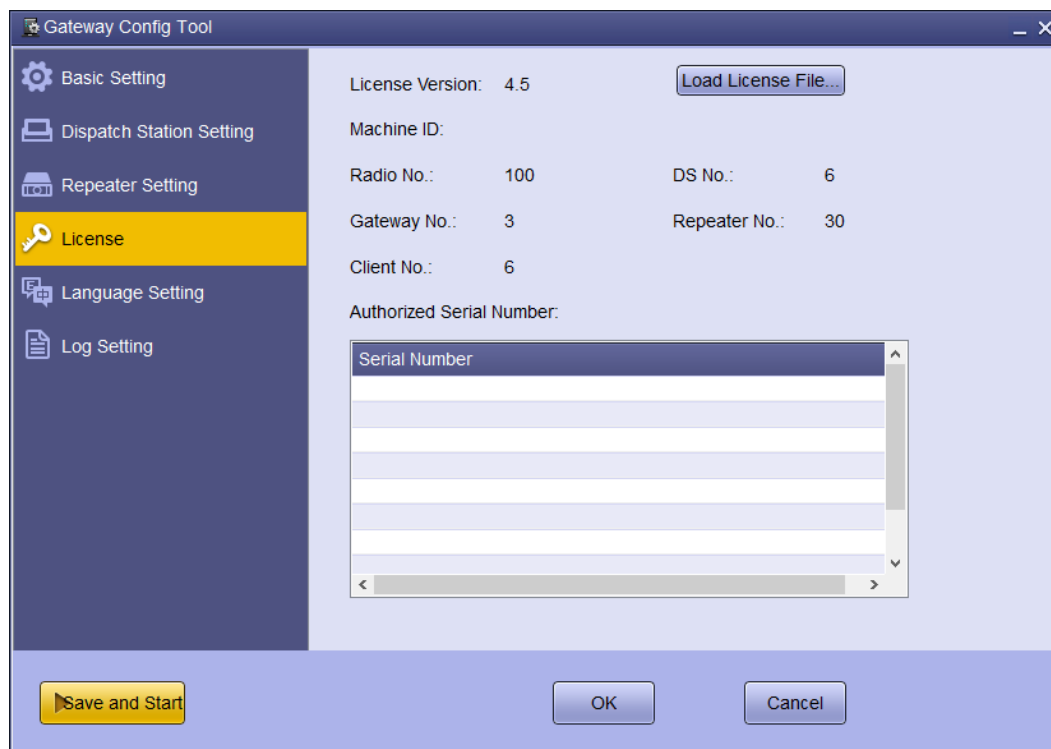 Gateway Config Tool
Basic Setting
Dispatch Station Setting
Repeater Setting
License
Language Setting
Log Setting
License Version: 4.5 Load License File...
Machine ID:
Radio No.: 100 DS No.: 6
Gateway No.: 3 Repeater No.: 30
Client No.: 6
Authorized Serial Number:
Serial Number
Save and Start OK Cancel